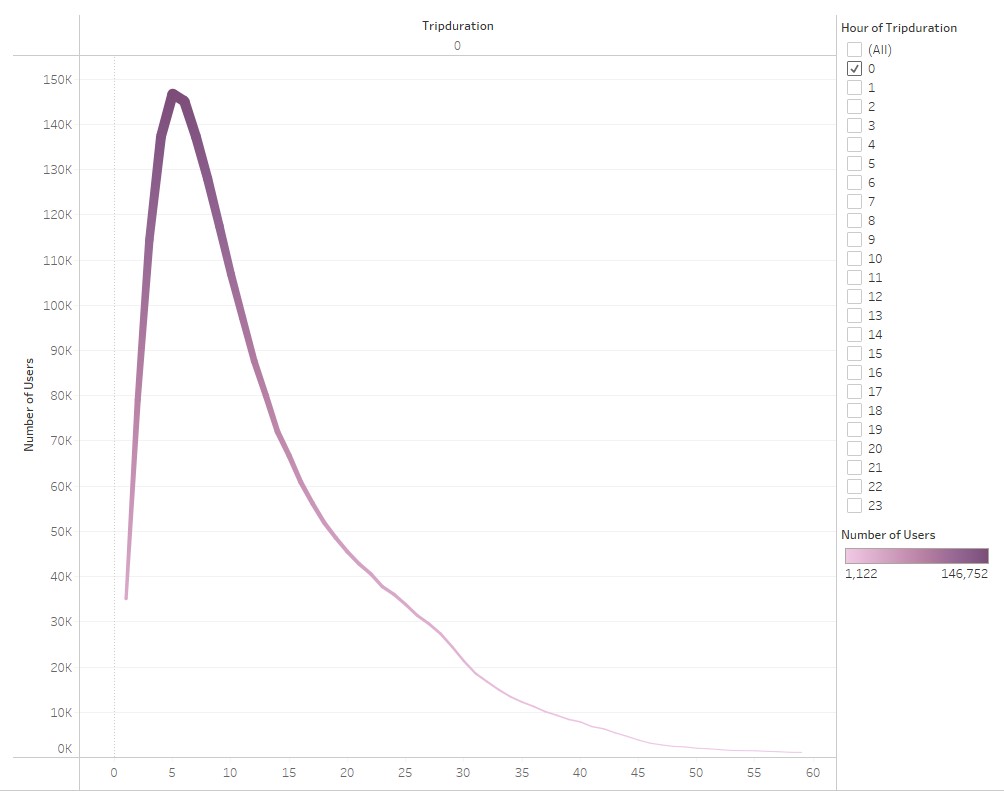 Tripduration
0
150K
140K
130K
120K
110K
100K
90K
80K
70K
60K
50K
40K
30K
20K
10K
0K
Number of Users
0 5 10 15 20 25 30 35 40 45 50 55 60
Hour of Tripduration
(All)
0
1
2
3
4
5
6
7
8
9
10
11
12
13
14
15
16
17
18
19
20
21
22
23
Number of Users
1,122 146,752